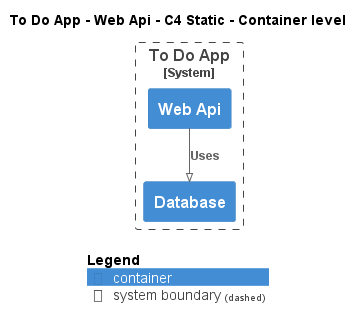 To Do App - Web Api - C4 Static - Container level
To Do App
[System]
Web Api
Uses
Database
Legend
container
system boundary (dashed)